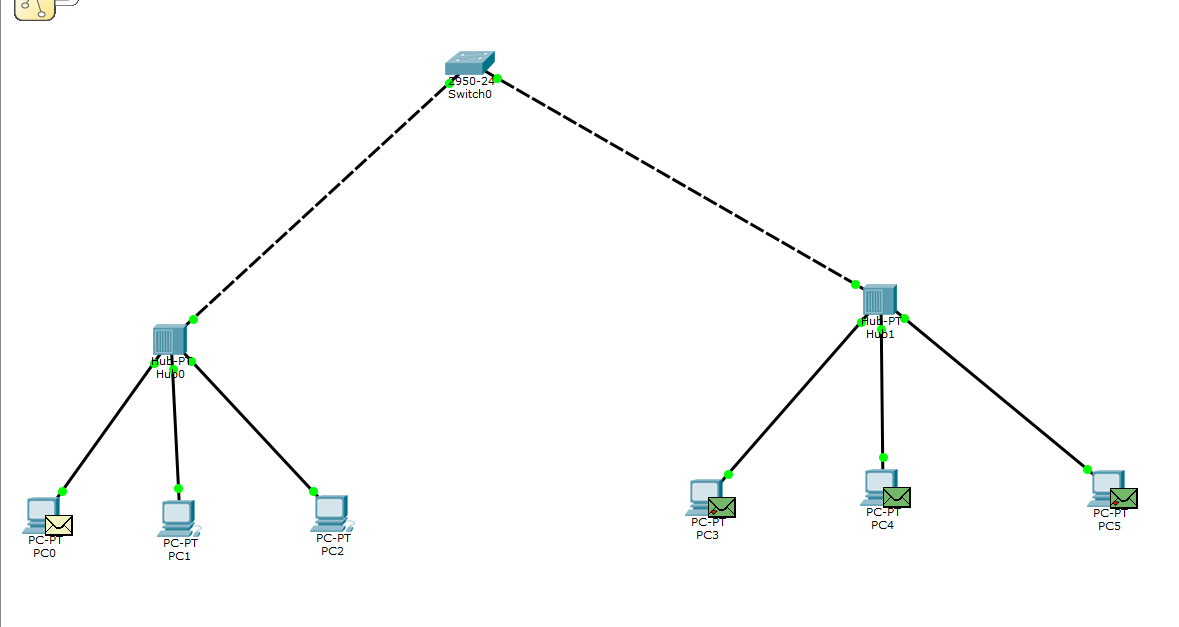 2950-24
Switch0
Hub-PT
Hub1
Hub-PT
Hub0
PC-PT
PC3
PC-PT
PC4
PC-PT
PC5
PC-PT
PC0
PC-PT
PC1
PC-PT
PC2